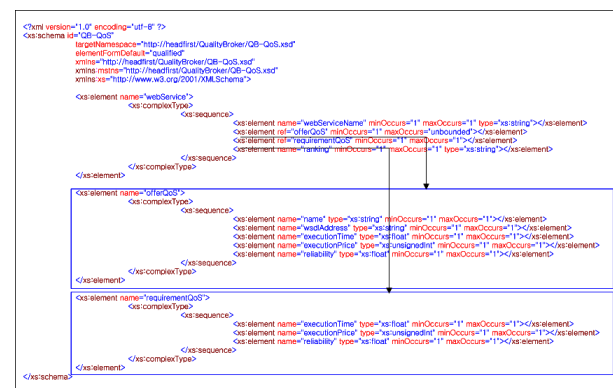 <?xml version="1.0" encoding="utf-8" ?>
<xs:schema id="QB-QoS"
targetNamespace="http://headfirst/QualityBroker/QB-QoS.xsd"
elementFormDefault="qualified"
xmlns="http://headfirst/QualityBroker/QB-QoS.xsd"
xmlns:mstns="http://headfirst/QualityBroker/QB-QoS.xsd"
xmlns:xs="http://www.w3.org/2001/XMLSchema">
<xs:element name="webService">
<xs:complexType>
<xs:sequence>
<xs:element name="webServiceName" minOccurs="1" maxOccurs="1" type="xs:string"></xs:element>
<xs:element ref="offerQoS" minOccurs="1" maxOccurs="unbounded"></xs:element>
<xs:element ref="requirementQoS" minOccurs="1" maxOccurs="1"></xs:element>
<xs:element name="ranking" minOccurs="1" maxOccurs="1" type="xs:string"></xs:element>
</xs:sequence>
</xs:complexType>
</xs:element>
<xs:element name="offerQoS">
<xs:complexType>
<xs:sequence>
<xs:element name="name" type="xs:string" minOccurs="1" maxOccurs="1"></xs:element>
<xs:element name="wsdlAddress" type="xs:string" minOccurs="1" maxOccurs="1"></xs:element>
<xs:element name="executionTime" type="xs:float" minOccurs="1" maxOccurs="1"></xs:element>
<xs:element name="executionPrice" type="xs:unsignedInt" minOccurs="1" maxOccurs="1"></xs:element>
<xs:element name="reliability" type="xs:float" minOccurs="1" maxOccurs="1"></xs:element>
</xs:sequence>
</xs:complexType>
</xs:element>
<xs:element name="requirementQoS">
<xs:complexType>
<xs:sequence>
<xs:element name="executionTime" type="xs:float" minOccurs="1" maxOccurs="1"></xs:element>
<xs:element name="executionPrice" type="xs:unsignedInt" minOccurs="1" maxOccurs="1"></xs:element>
<xs:element name="reliability" type="xs:float" minOccurs="1" maxOccurs="1"></xs:element>
</xs:sequence>
</xs:complexType>
</xs:element>
</xs:schema>